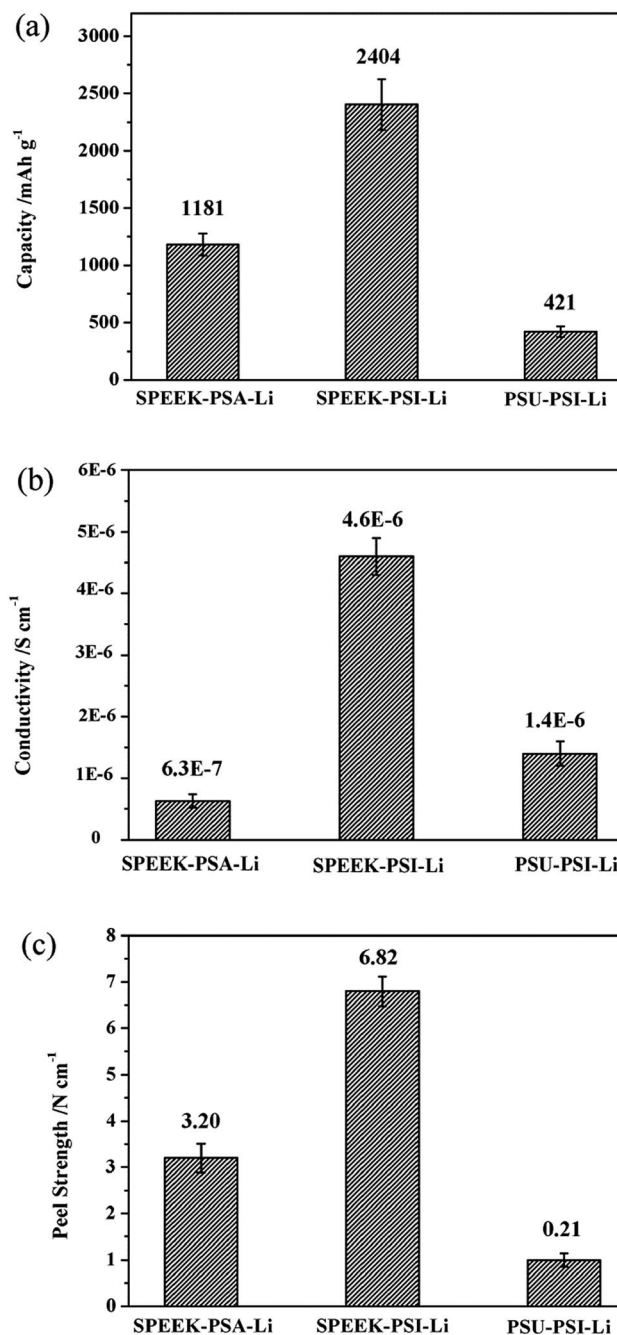 (a)
Capacity /mAh g⁻¹
3000
2500
2000
1500
1000
500
0
1181
2404
421
SPEEK-PSA-Li SPEEK-PSI-Li PSU-PSI-Li
(b)
Conductivity /S cm⁻¹
6E-6
5E-6
4E-6
3E-6
2E-6
1E-6
0
6.3E-7
4.6E-6
1.4E-6
SPEEK-PSA-Li SPEEK-PSI-Li PSU-PSI-Li
(c)
Peel Strength /N cm⁻¹
8
7
6
5
4
3
2
1
0
3.20
6.82
0.21
SPEEK-PSA-Li SPEEK-PSI-Li PSU-PSI-Li